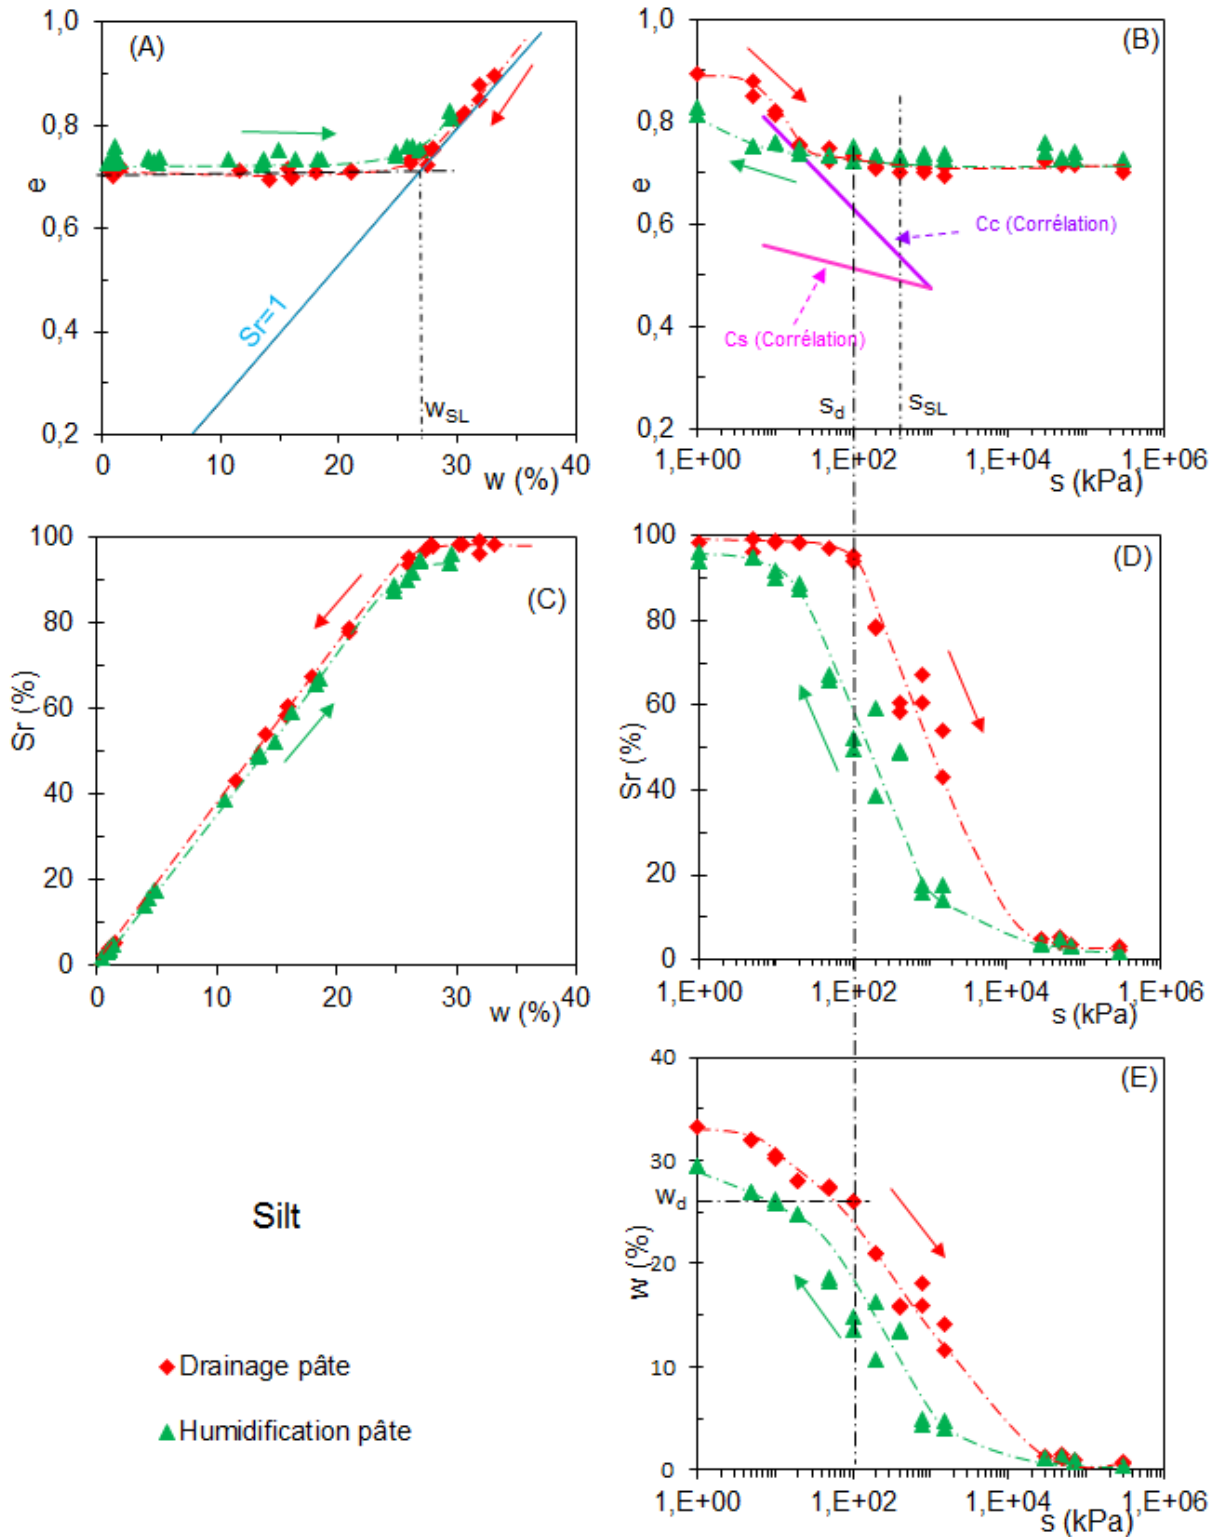 (A)
1,0
0,8
0,6
0,4
0,2
e
Sr=1
wSL
0
10
20
30
40
w (%)
(B)
1,0
0,8
0,6
0,4
0,2
e
Cc (Corrélation)
Cs (Corrélation)
sd
sSL
1,E+00
1,E+02
1,E+04
1,E+06
s (kPa)
(C)
100
80
60
40
20
0
Sr (%)
0
10
20
30
40
w (%)
(D)
100
80
60
40
20
0
Sr (%)
1,E+00
1,E+02
1,E+04
1,E+06
s (kPa)
(E)
40
30
wd
20
10
0
w (%)
1,E+00
1,E+02
1,E+04
1,E+06
s (kPa)
Silt
Drainage pâte
Humidification pâte